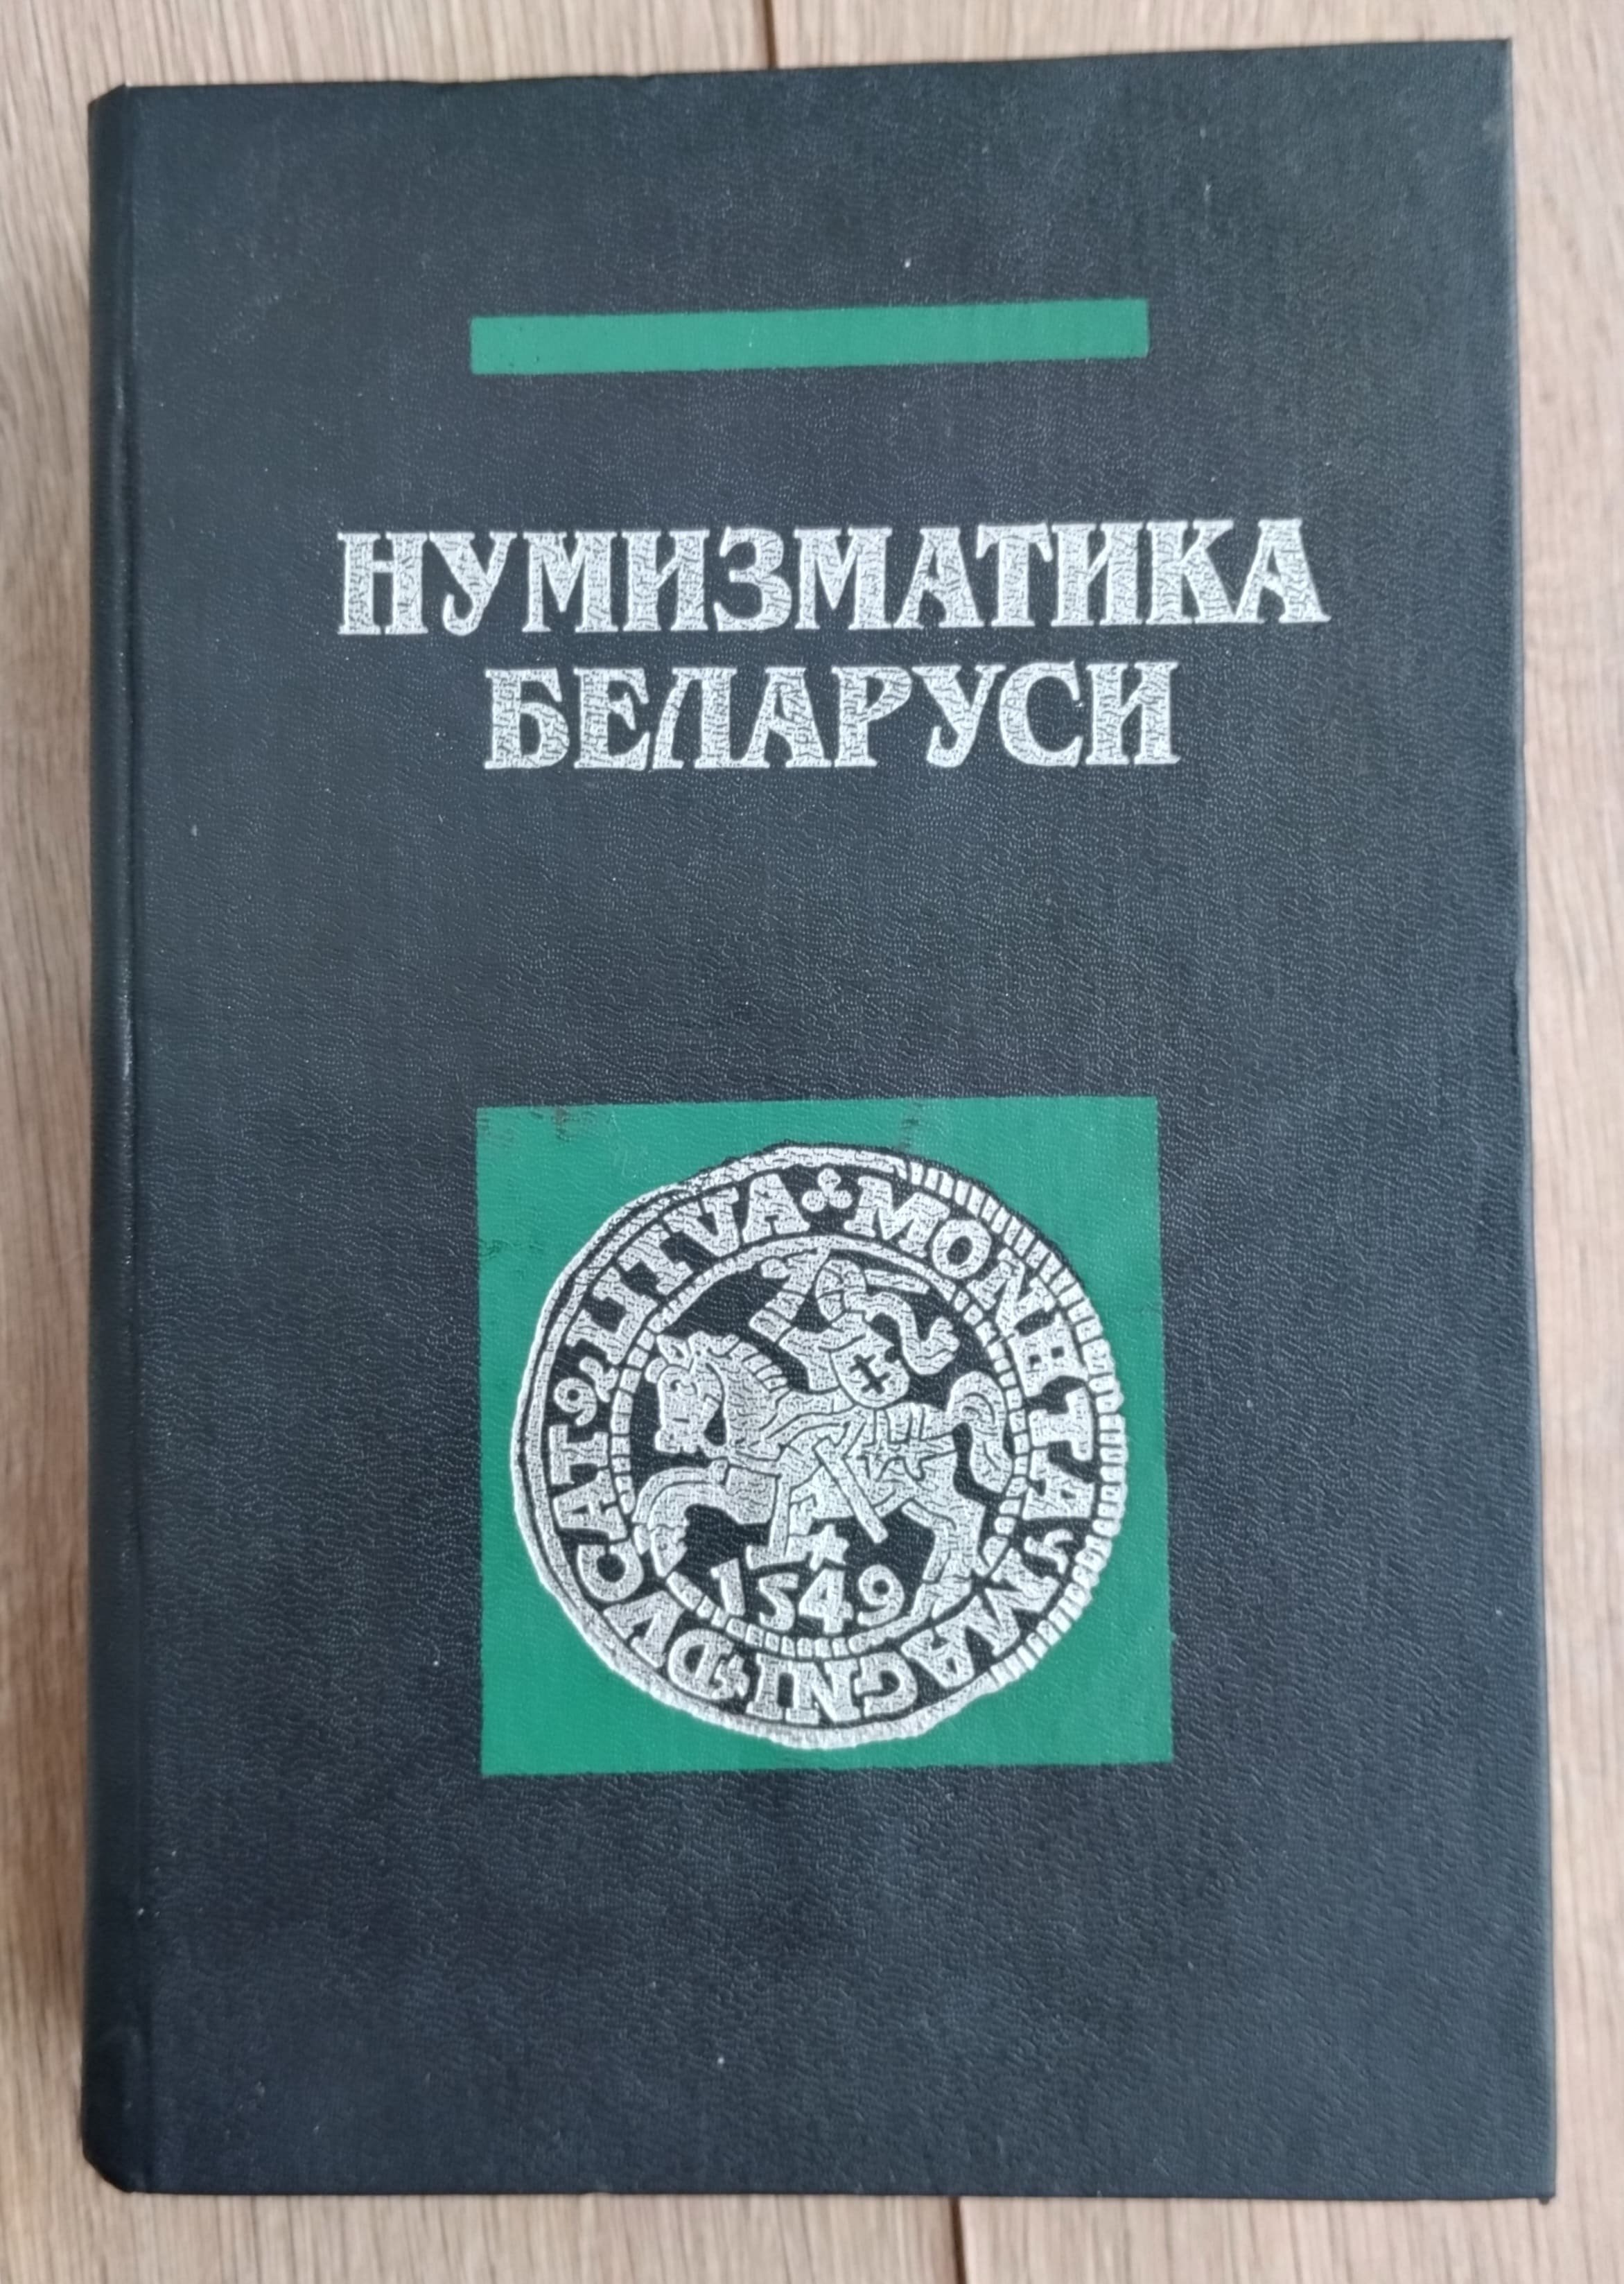 НУМИЗМАТИКА
БЕЛАРУСИ
MONETA MAGNI DVCAT LITVA
1549